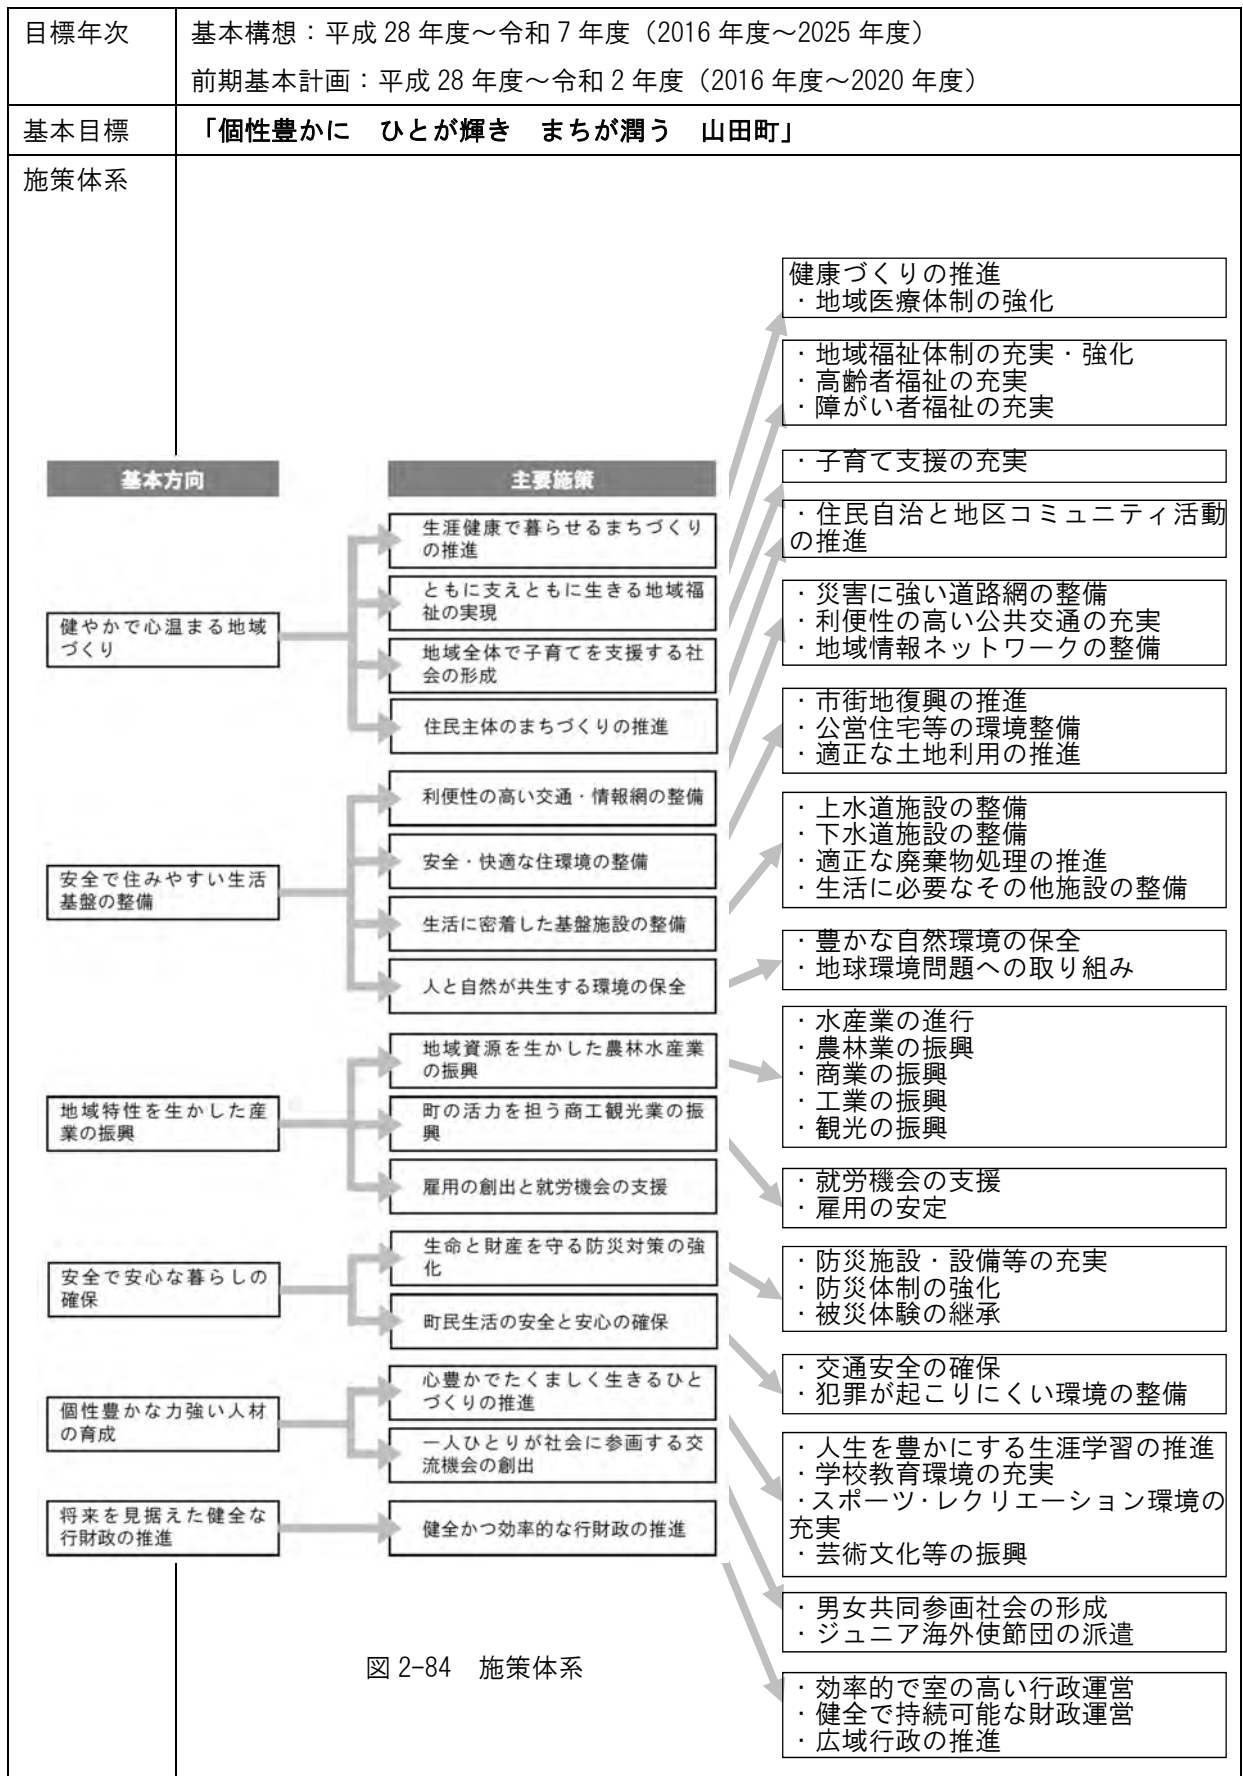 目標年次
基本構想：平成 28 年度～令和 7 年度（2016 年度～2025 年度）
前期基本計画：平成 28 年度～令和 2 年度（2016 年度～2020 年度）
基本目標
「個性豊かに　ひとが輝き　まちが潤う　山田町」
施策体系
基本方向
健やかで心温まる地域
づくり
安全で住みやすい生活
基盤の整備
地域特性を生かした産
業の振興
安全で安心な暮らしの
確保
個性豊かな力強い人材
の育成
将来を見据えた健全な
行財政の推進
主要施策
生涯健康で暮らせるまちづくり
の推進
ともに支えともに生きる地域福
祉の実現
地域全体で子育てを支援する社
会の形成
住民主体のまちづくりの推進
利便性の高い交通・情報網の整備
安全・快適な住環境の整備
生活に密着した基盤施設の整備
人と自然が共生する環境の保全
地域資源を生かした農林水産業
の振興
町の活力を担う商工観光業の振
興
雇用の創出と就労機会の支援
生命と財産を守る防災対策の強
化
町民生活の安全と安心の確保
心豊かでたくましく生きるひと
づくりの推進
一人ひとりが社会に参画する交
流機会の創出
健全かつ効率的な行財政の推進
健康づくりの推進
・地域医療体制の強化
・地域福祉体制の充実・強化
・高齢者福祉の充実
・障がい者福祉の充実
・子育て支援の充実
・住民自治と地区コミュニティ活動
の推進
・災害に強い道路網の整備
・利便性の高い公共交通の充実
・地域情報ネットワークの整備
・市街地復興の推進
・公営住宅等の環境整備
・適正な土地利用の推進
・上水道施設の整備
・下水道施設の整備
・適正な廃棄物処理の推進
・生活に必要なその他施設の整備
・豊かな自然環境の保全
・地球環境問題への取り組み
・水産業の進行
・農林業の振興
・商業の振興
・工業の振興
・観光の振興
・就労機会の支援
・雇用の安定
・防災施設・設備等の充実
・防災体制の強化
・被災体験の継承
・交通安全の確保
・犯罪が起こりにくい環境の整備
・人生を豊かにする生涯学習の推進
・学校教育環境の充実
・スポーツ・レクリエーション環境の
充実
・芸術文化等の振興
・男女共同参画社会の形成
・ジュニア海外使節団の派遣
・効率的で室の高い行政運営
・健全で持続可能な財政運営
・広域行政の推進
図 2-84　施策体系